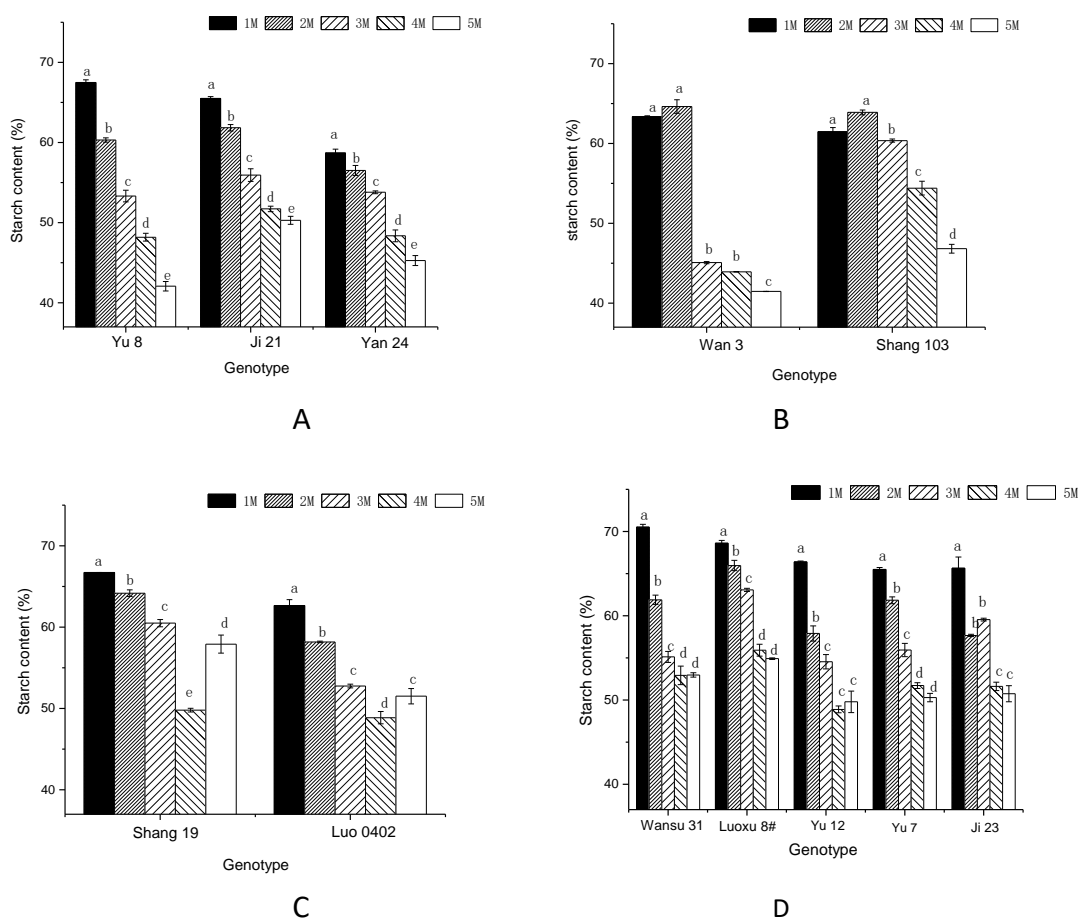 1M 2M 3M 4M 5M
70
60
50
40
Starch content (%)
a b c d e
a b c d e
a b c d e
Yu 8 Ji 21 Yan 24
Genotype
A
1M 2M 3M 4M 5M
70
60
50
40
starch content (%)
a a b b c
a a b c d
Wan 3 Shang 103
Genotype
B
1M 2M 3M 4M 5M
70
60
50
40
Starch content (%)
a b c e d
a b c d c
Shang 19 Luo 0402
Genotype
C
1M 2M 3M 4M 5M
70
60
50
40
Starch content (%)
a b c d d
a b c d d
a b c c c
a b c d d
a b b c c
Wansu 31 Luoxu 8# Yu 12 Yu 7 Ji 23
Genotype
D